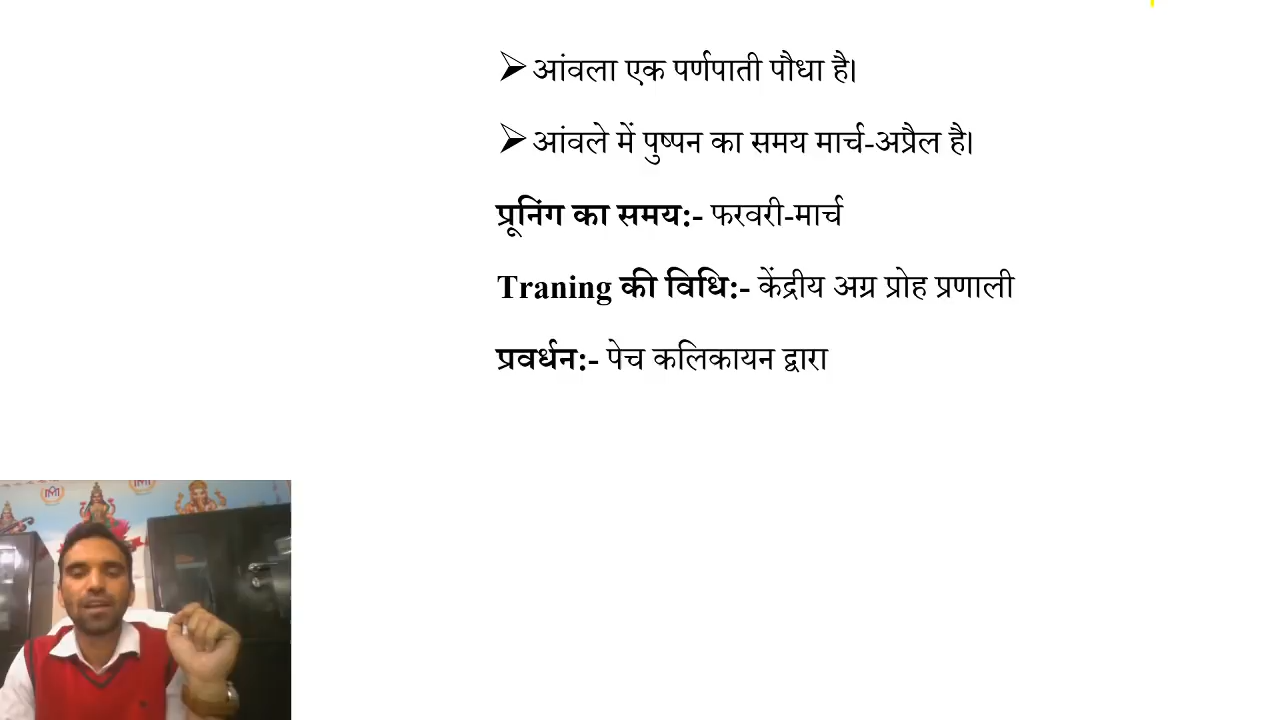 ➢ आंवला एक पर्णपाती पौधा है।
➢ आंवले में पुष्पन का समय मार्च-अप्रैल है।
प्रूनिंग का समय:- फरवरी-मार्च
Traning की विधि:- केंद्रीय अग्र प्रोह प्रणाली
प्रवर्धन:- पेच कलिकायन द्वारा